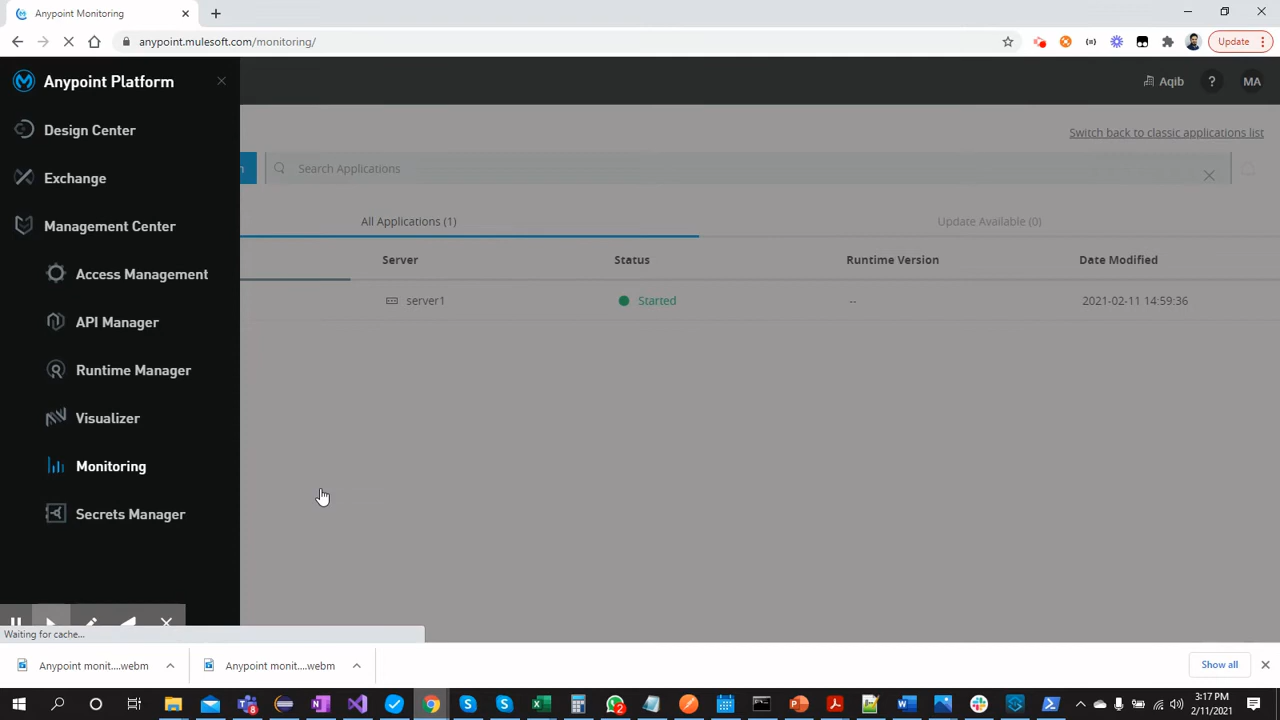 Anypoint Monitoring
anypoint.mulesoft.com/monitoring/
Update
Anypoint Platform
Aqib
?
MA
Design Center
Switch back to classic applications list
n
Search Applications
Exchange
All Applications (1)
Update Available (0)
Management Center
Server
Status
Runtime Version
Date Modified
Access Management
server1
Started
--
2021-02-11 14:59:36
API Manager
Runtime Manager
Visualizer
Monitoring
Secrets Manager
Waiting for cache...
Anypoint monit....webm
Anypoint monit....webm
Show all
3:17 PM
2/11/2021